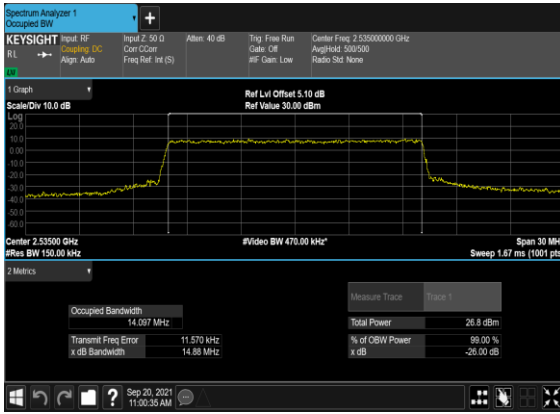 Spectrum Analyzer 1
Occupied BW
+
KEYSIGHT Input: RF Input Z: 50 Ω Atten: 40 dB Trig: Free Run Center Freq: 2.535000000 GHz
RL Coupling: DC Corr CCorr Gate: Off Avg|Hold: 500/500
Align: Auto Freq Ref: Int (S) #IF Gain: Low Radio Std: None
1 Graph
Ref Lvl Offset 5.10 dB
Scale/Div 10.0 dB Ref Value 30.00 dBm
Log
20.0
10.0
0.00
-10.0
-20.0
-30.0
-40.0
-50.0
-60.0
Center 2.53500 GHz #Video BW 470.00 kHz* Span 30 MH
#Res BW 150.00 kHz Sweep 1.67 ms (1001 pts
2 Metrics
Measure Trace Trace 1
Occupied Bandwidth
14.097 MHz
Total Power 26.8 dBm
Transmit Freq Error 11.570 kHz % of OBW Power 99.00 %
x dB Bandwidth 14.88 MHz x dB -26.00 dB
? Sep 20, 2021
11:00:35 AM